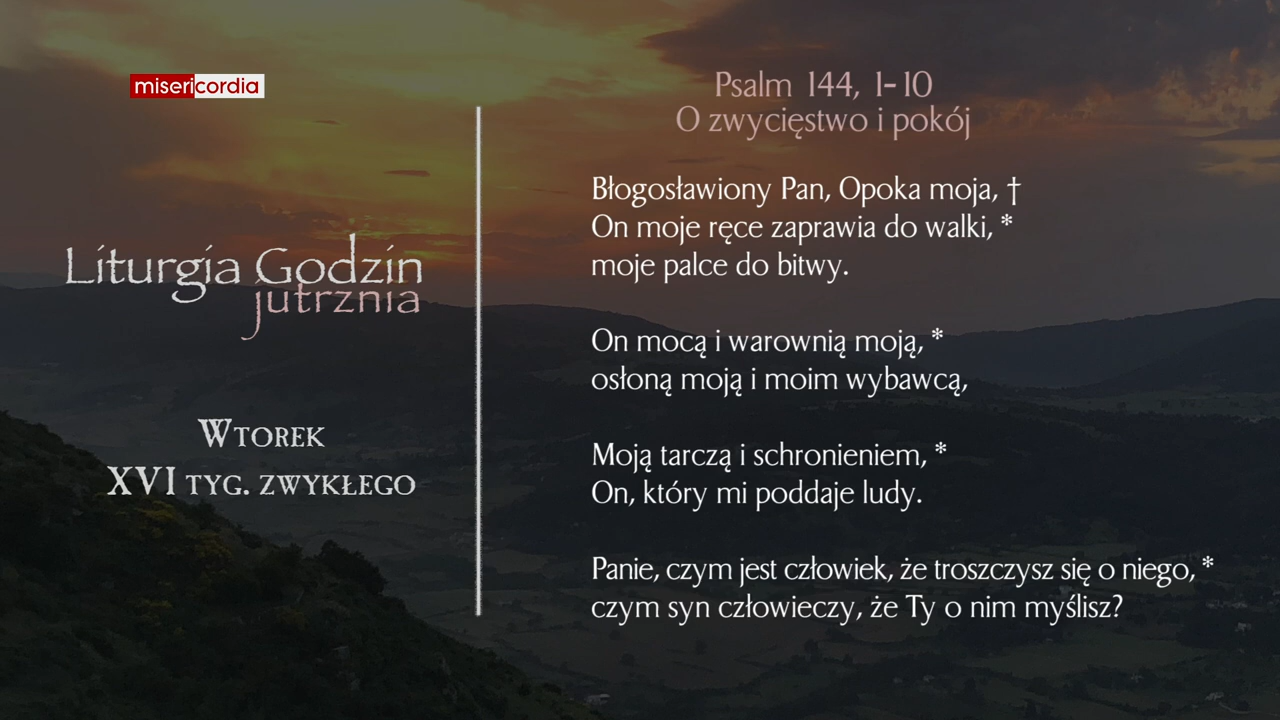 misericordia
Liturgia Godzin
jutrznia
Wtorek
XVI tyg. zwykłego
Psalm 144, 1-10
O zwycięstwo i pokój
Błogosławiony Pan, Opoka moja, †
On moje ręce zaprawia do walki, *
moje palce do bitwy.
On mocą i warownią moją, *
osłoną moją i moim wybawcą,
Moją tarczą i schronieniem, *
On, który mi poddaje ludy.
Panie, czym jest człowiek, że troszczysz się o niego, *
czym syn człowieczy, że Ty o nim myślisz?